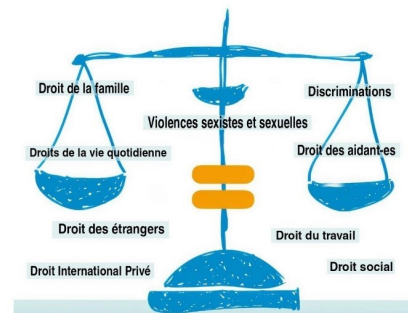 Droit de la famille
Discriminations
Violences sexistes et sexuelles
Droits de la vie quotidienne
Droit des aidant-es
Droit des étrangers
Droit du travail
Droit International Privé
Droit social